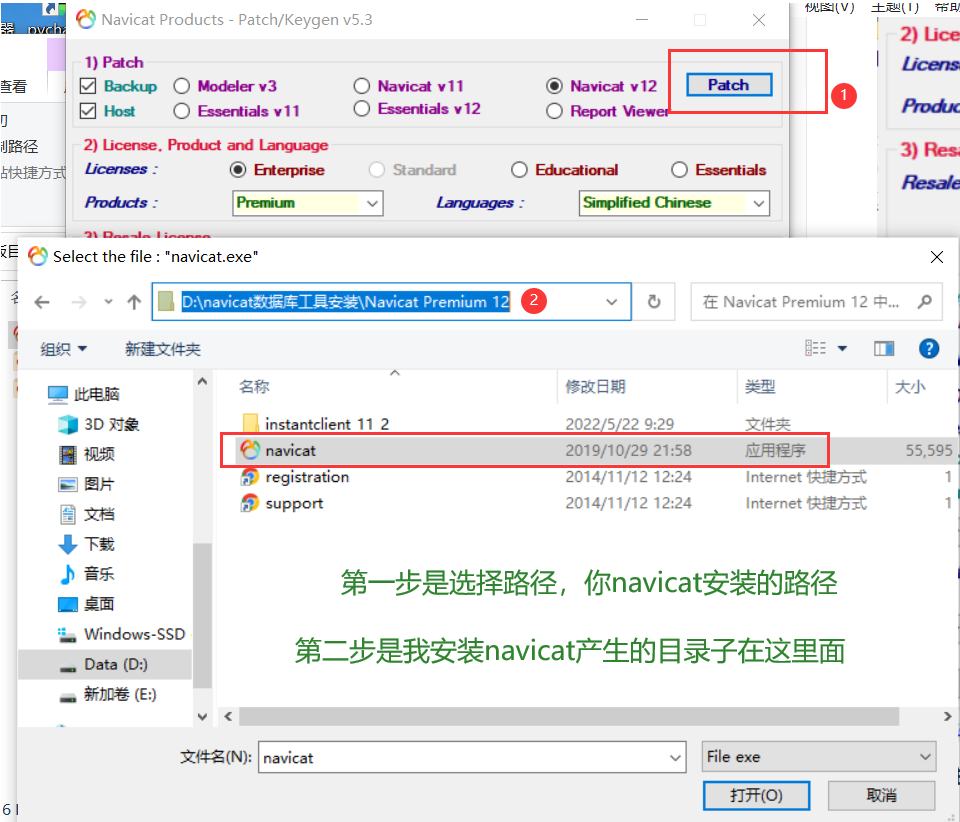 视图(V) 主题(T) 帮助
器 pycha
查看
刀
制路径
站快捷方式
Navicat Products - Patch/Keygen v5.3
1) Patch
Backup Modeler v3 Navicat v11 Navicat v12 Patch 1
Host Essentials v11 Essentials v12 Report Viewer
2) License, Product and Language
Licenses : Enterprise Standard Educational Essentials
Products : Premium Languages : Simplified Chinese
3) Resale License
2) Lice
License
Produc
3) Resa
Resale
Select the file : "navicat.exe"
D:\navicat数据库工具安装\Navicat Premium 12 2 在 Navicat Premium 12 中...
组织 新建文件夹
此电脑
3D 对象
视频
图片
文档
下载
音乐
桌面
Windows-SSD
Data (D:)
新加卷 (E:)
名称 修改日期 类型 大小
instantclient_11_2 2022/5/22 9:29 文件夹
navicat 2019/10/29 21:58 应用程序 55,595
registration 2014/11/12 12:24 Internet 快捷方式 1
support 2014/11/12 12:24 Internet 快捷方式 1
第一步是选择路径，你navicat安装的路径
第二步是我安装navicat产生的目录子在这里面
文件名(N): navicat File exe
打开(O) 取消